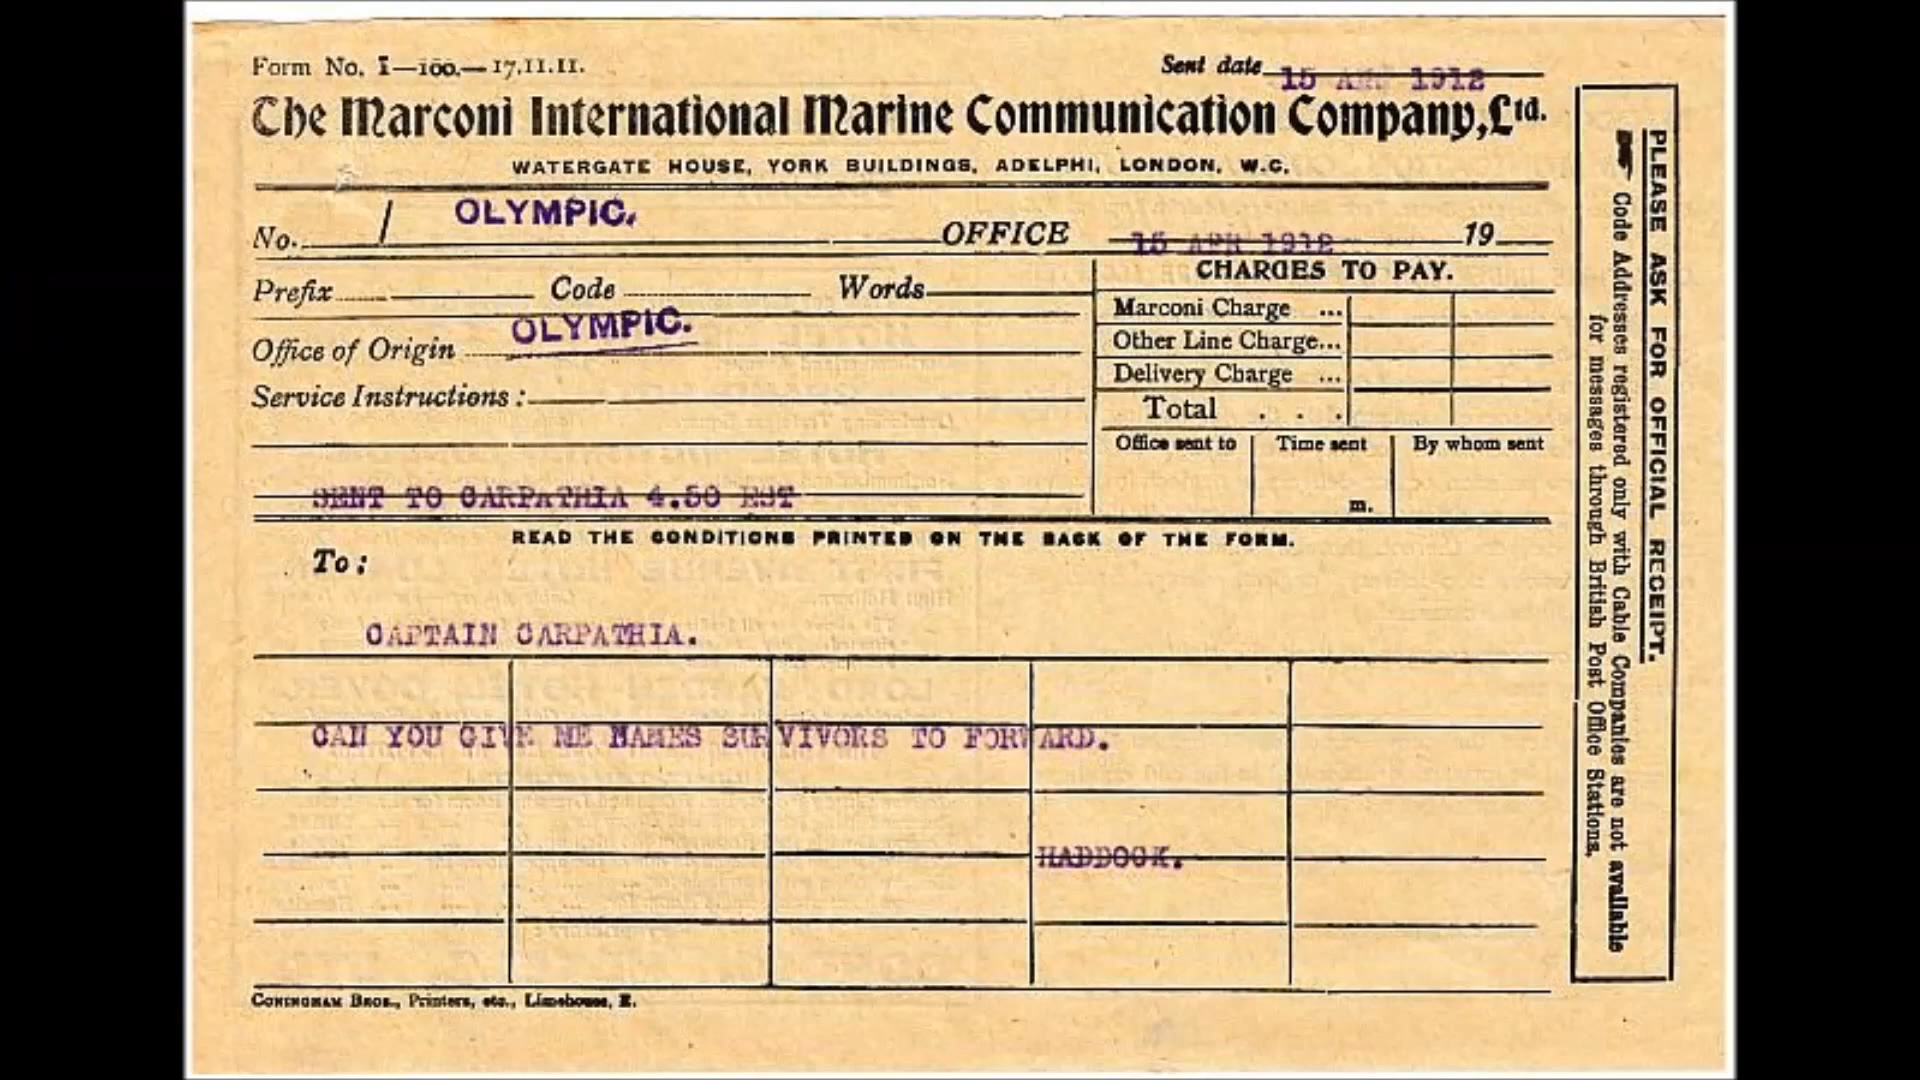 Form No. 1—100.—17.11.11.
Sent date 15 APR 1912
The Marconi International Marine Communication Company, Ltd.
WATERGATE HOUSE, YORK BUILDINGS, ADELPHI, LONDON, W.C.
No. 1 OLYMPIC. OFFICE 15 APR 1912 19
Prefix Code Words
CHARGES TO PAY.
Marconi Charge ...
Other Line Charge...
Delivery Charge ...
Total . . .
Office of Origin OLYMPIC.
Service Instructions :
Office sent to Time sent By whom sent
m.
SENT TO CARPATHIA 4.50 EST
READ THE CONDITIONS PRINTED ON THE BACK OF THE FORM.
To:
CAPTAIN CARPATHIA.
CAN YOU GIVE ME NAMES SURVIVORS TO FORWARD.
HADDOCK.
CONINGHAM BROS., Printers, etc., Limehouse, E.
PLEASE ASK FOR OFFICIAL RECEIPT.
Code Addresses registered only with Cable Companies are not available
for messages through British Post Office Stations.